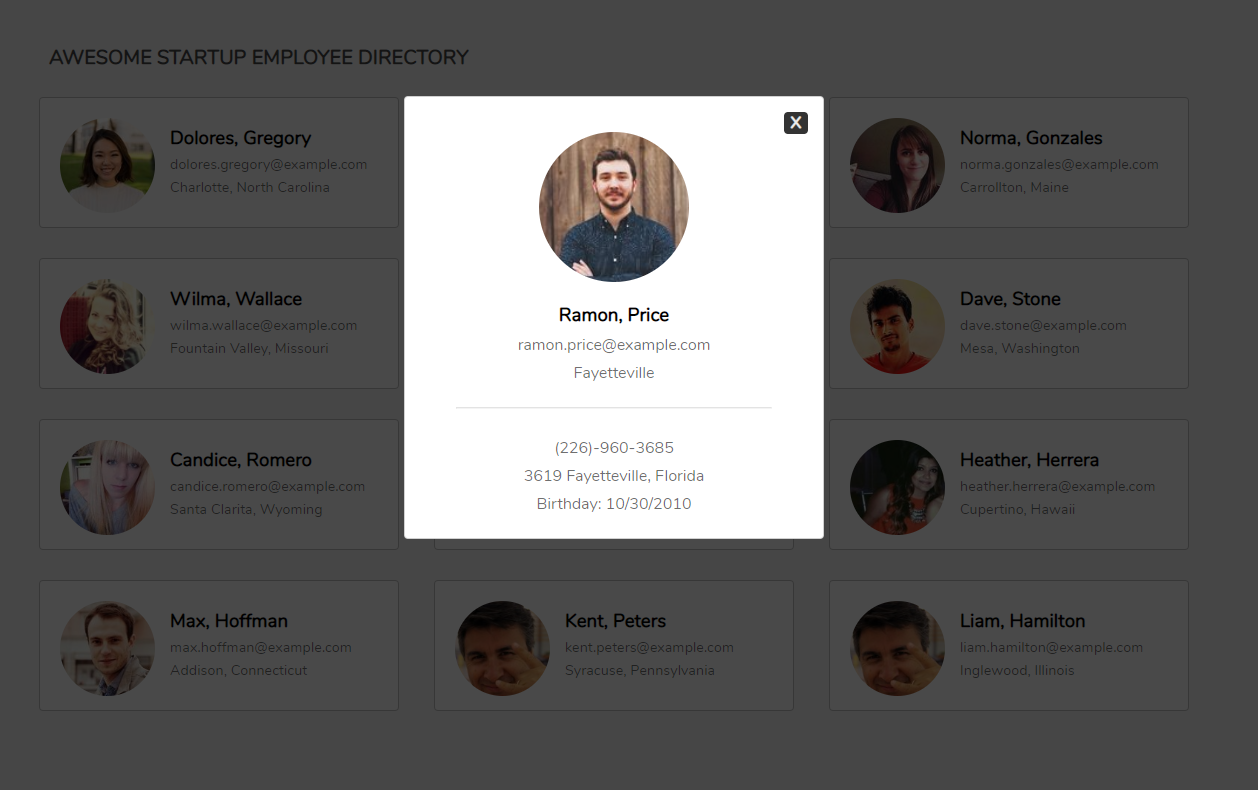 AWESOME STARTUP EMPLOYEE DIRECTORY
Dolores, Gregory
dolores.gregory@example.com
Charlotte, North Carolina
X
Ramon, Price
ramon.price@example.com
Fayetteville
(226)-960-3685
3619 Fayetteville, Florida
Birthday: 10/30/2010
Norma, Gonzales
norma.gonzales@example.com
Carrollton, Maine
Wilma, Wallace
wilma.wallace@example.com
Fountain Valley, Missouri
Dave, Stone
dave.stone@example.com
Mesa, Washington
Candice, Romero
candice.romero@example.com
Santa Clarita, Wyoming
Heather, Herrera
heather.herrera@example.com
Cupertino, Hawaii
Max, Hoffman
max.hoffman@example.com
Addison, Connecticut
Kent, Peters
kent.peters@example.com
Syracuse, Pennsylvania
Liam, Hamilton
liam.hamilton@example.com
Inglewood, Illinois